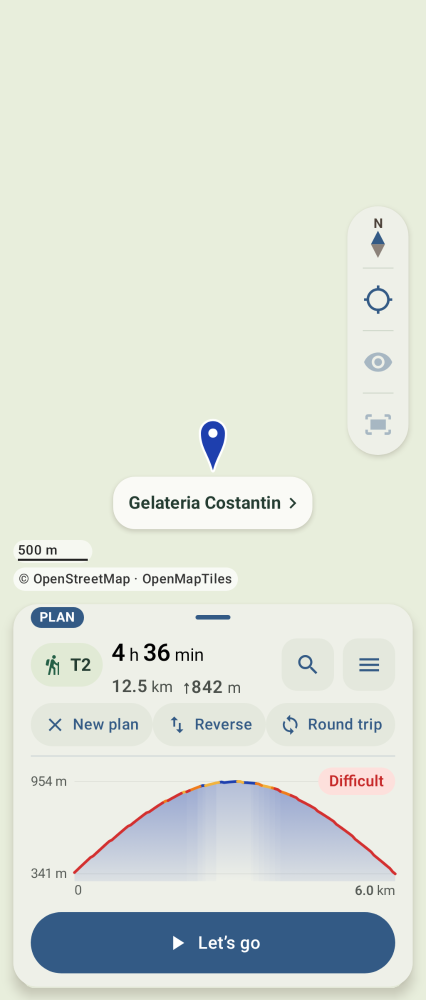 N
Gelateria Costantin
500 m
© OpenStreetMap · OpenMapTiles
PLAN
T2
4 h 36 min
12.5 km ↑842 m
New plan
Reverse
Round trip
954 m
Difficult
341 m
0
6.0 km
Let's go